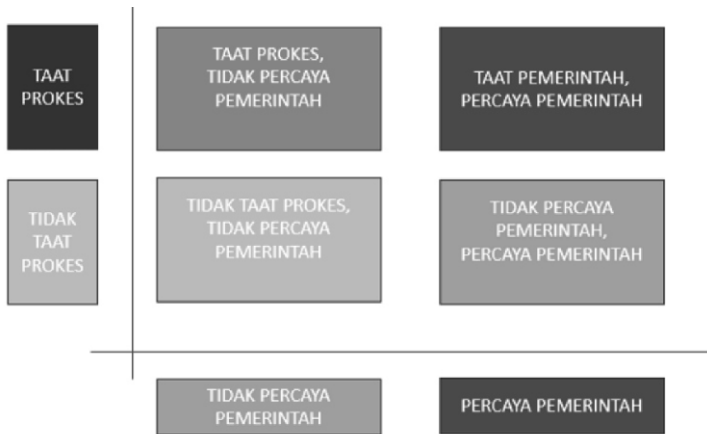 TAAT
PROKES
TAAT PROKES,
TIDAK PERCAYA
PEMERINTAH
TAAT PEMERINTAH,
PERCAYA PEMERINTAH
TIDAK
TAAT
PROKES
TIDAK TAAT PROKES,
TIDAK PERCAYA
PEMERINTAH
TIDAK PERCAYA
PEMERINTAH,
PERCAYA PEMERINTAH
TIDAK PERCAYA
PEMERINTAH
PERCAYA PEMERINTAH